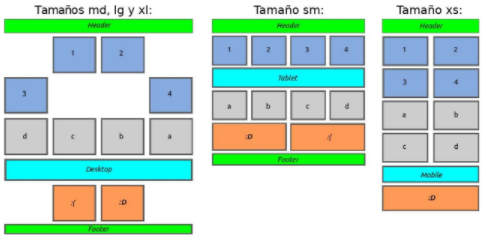 Tamaños md, lg y xl:
Header
1 2
3 4
d c b a
Desktop
:( :D
Footer
Tamaño sm:
Header
1 2 3 4
Tablet
a b c d
:D :(
Footer
Tamaño xs:
Header
1 2
3 4
a b
c d
Mobile
:D